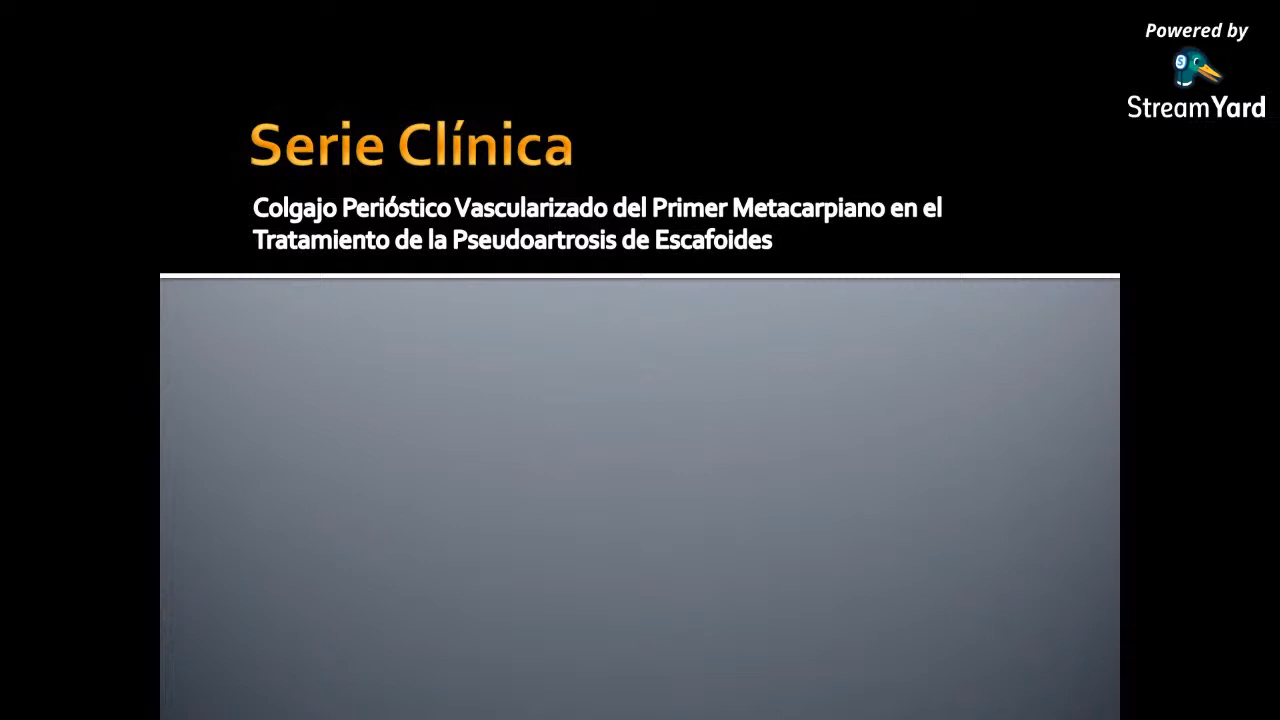 Powered by
StreamYard
Serie Clínica
Colgajo Perióstico Vascularizado del Primer Metacarpiano en el
Tratamiento de la Pseudoartrosis de Escafoides